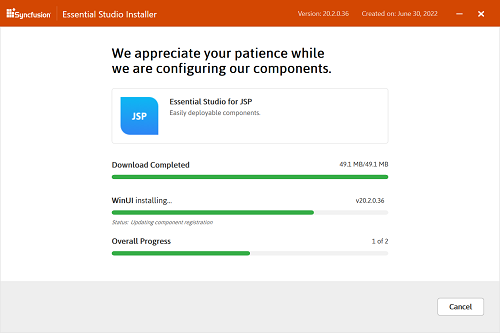 Syncfusion® Essential Studio Installer Version: 20.2.0.36 Created on: June 30, 2022
We appreciate your patience while
we are configuring our components.
JSP
Essential Studio for JSP
Easily deployable components.
Download Completed 49.1 MB/49.1 MB
WinUI installing... v20.2.0.36
Status: Updating component registration
Overall Progress 1 of 2
Cancel